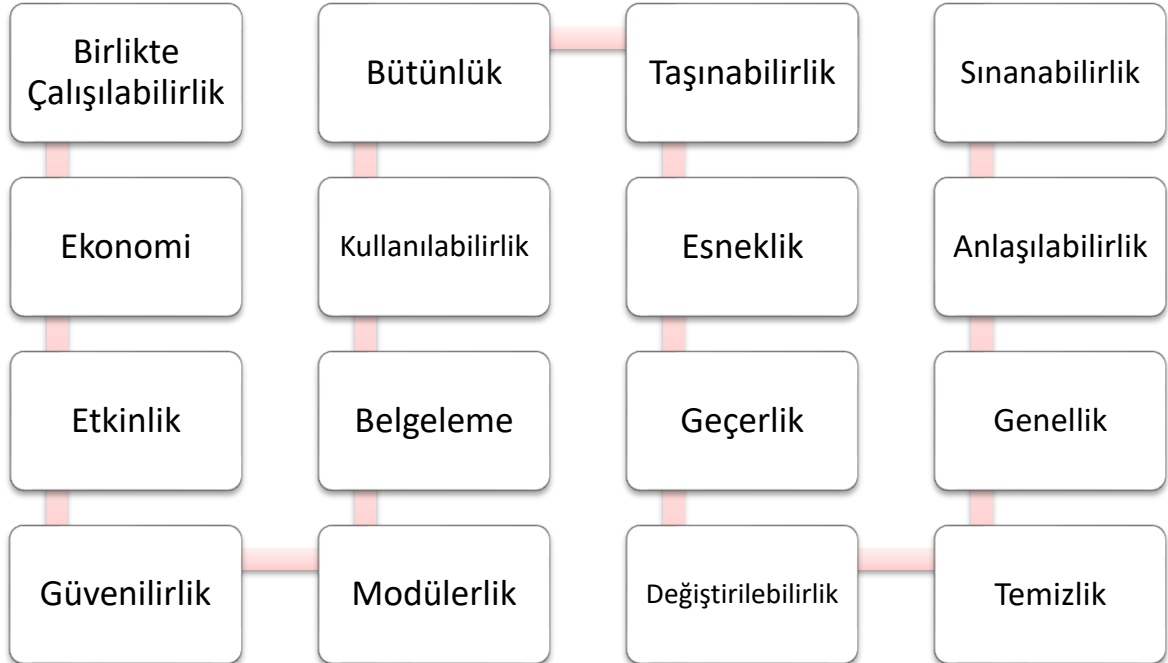 Birlikte
Çalışılabilirlik
Ekonomi
Etkinlik
Güvenilirlik
Modülerlik
Belgeleme
Kullanılabilirlik
Bütünlük
Taşınabilirlik
Esneklik
Geçerlik
Değiştirilebilirlik
Temizlik
Genellik
Anlaşılabilirlik
Sınanabilirlik